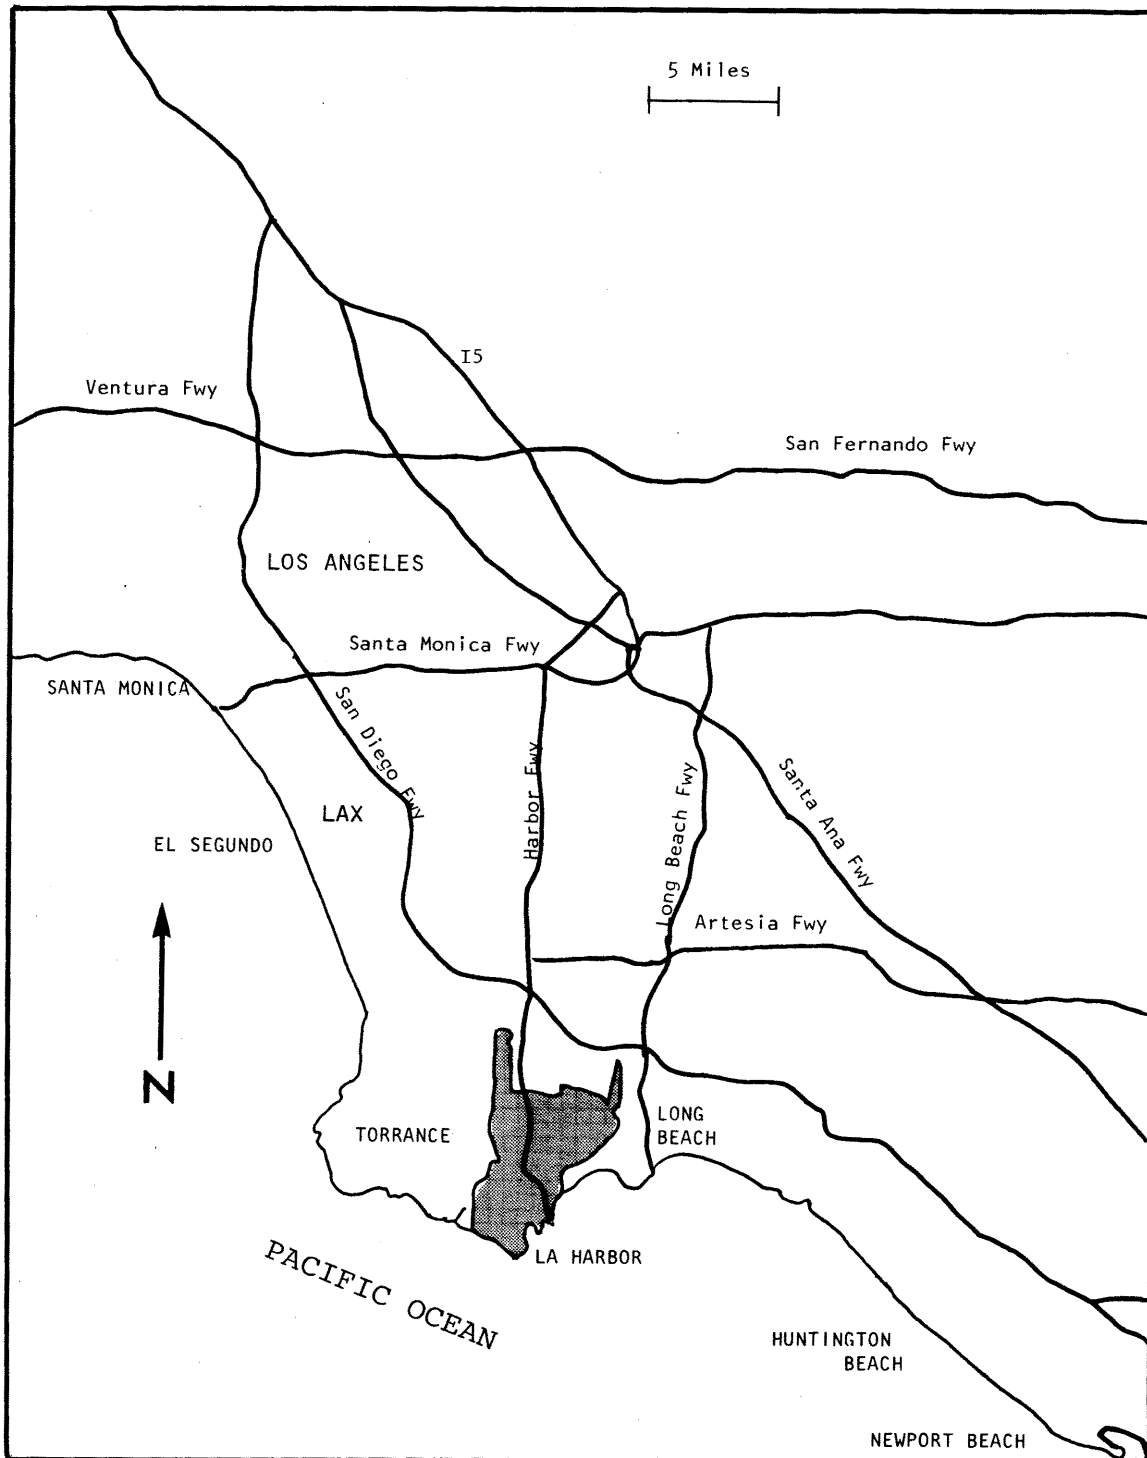 5 Miles
I5
Ventura Fwy
San Fernando Fwy
LOS ANGELES
Santa Monica Fwy
SANTA MONICA
San Diego Fwy
Harbor Fwy
Long Beach Fwy
Santa Ana Fwy
LAX
EL SEGUNDO
Artesia Fwy
N
TORRANCE
LONG
BEACH
LA HARBOR
PACIFIC OCEAN
HUNTINGTON
BEACH
NEWPORT BEACH